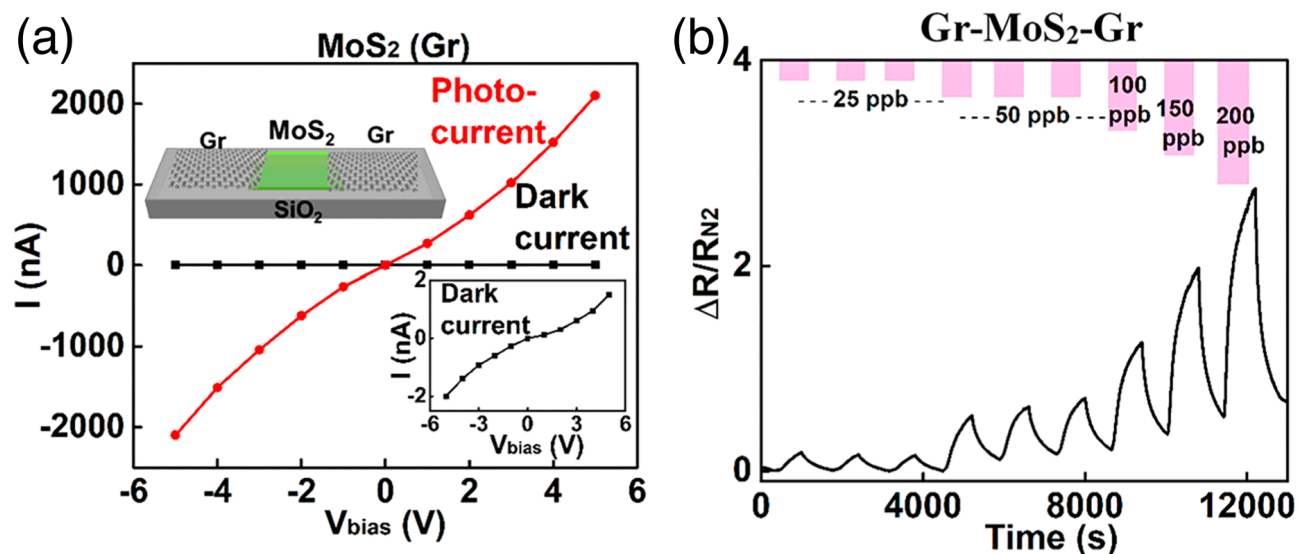 (a)
MoS2 (Gr)
2000
1000
0
-1000
-2000
I (nA)
-6 -4 -2 0 2 4 6
Vbias (V)
Photo-
current
Dark
current
Gr MoS2 Gr
SiO2
Dark
current
2
0
-2
I (nA)
-6 -3 0 3 6
Vbias (V)
(b)
Gr-MoS2-Gr
4
2
0
ΔR/RN2
----25 ppb-----
----50 ppb-----
100
ppb
150
ppb
200
ppb
0 4000 8000 12000
Time (s)